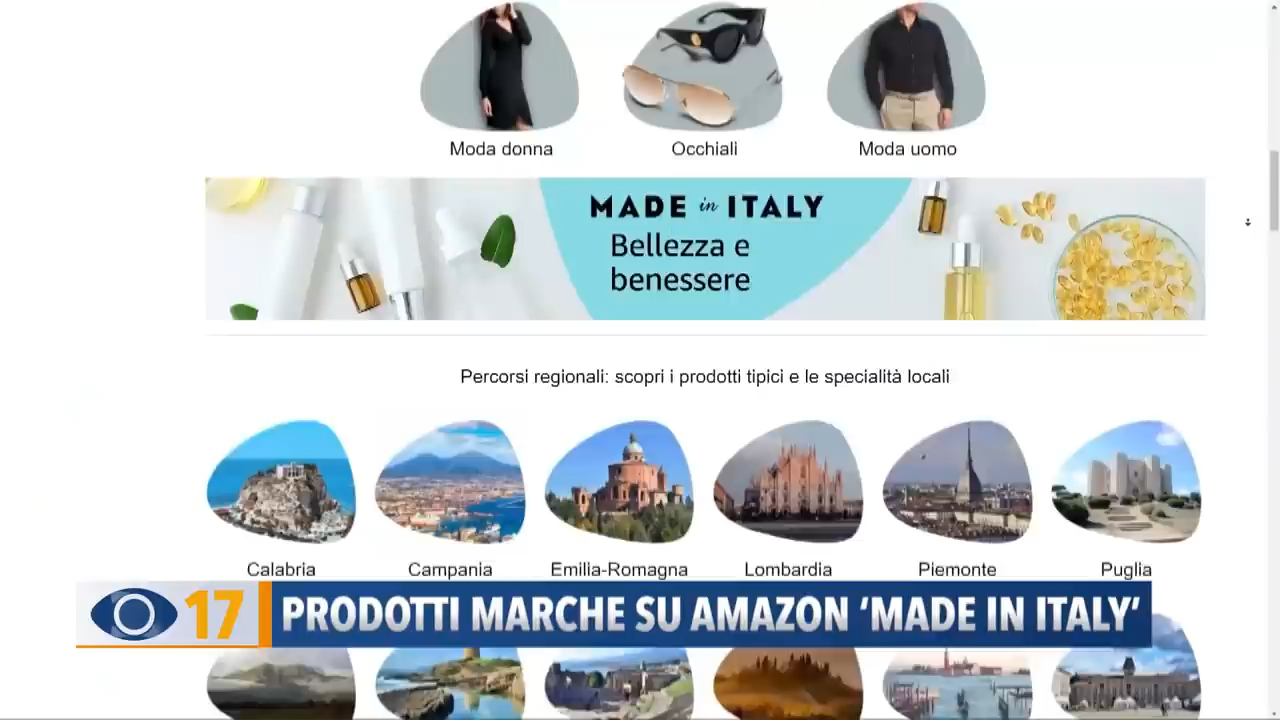 Moda donna
Occhiali
Moda uomo
MADE in ITALY
Bellezza e
benessere
Percorsi regionali: scopri i prodotti tipici e le specialità locali
Calabria
Campania
Emilia-Romagna
Lombardia
Piemonte
Puglia
17
PRODOTTI MARCHE SU AMAZON ‘MADE IN ITALY’